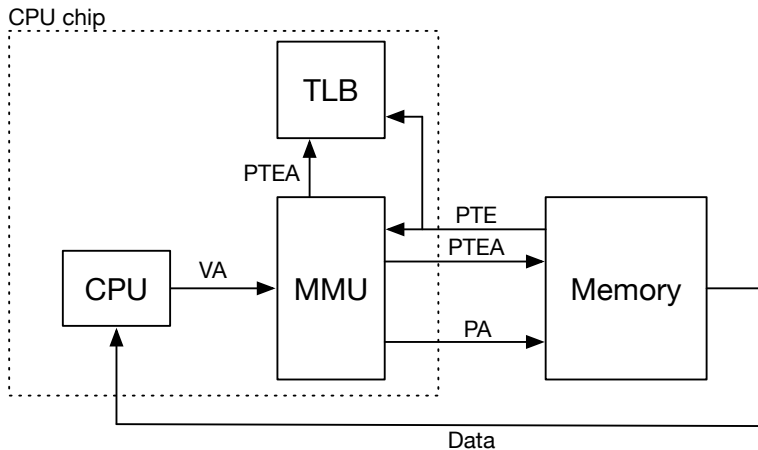 CPU chip
TLB
PTEA
PTE
PTEA
CPU
VA
MMU
Memory
PA
Data